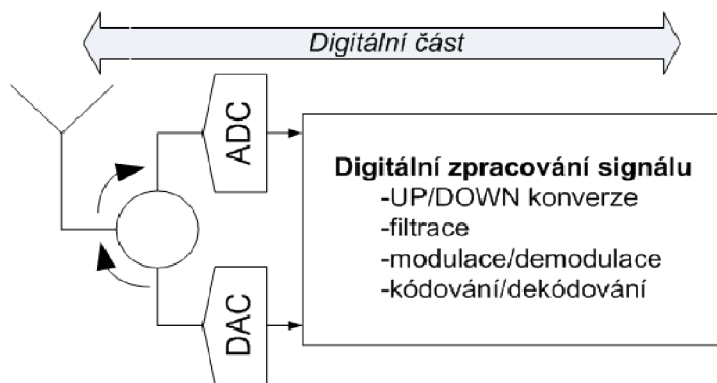 Digitální část
ADC
Digitální zpracování signálu
-UP/DOWN konverze
-filtrace
-modulace/demodulace
-kódování/dekódování
DAC